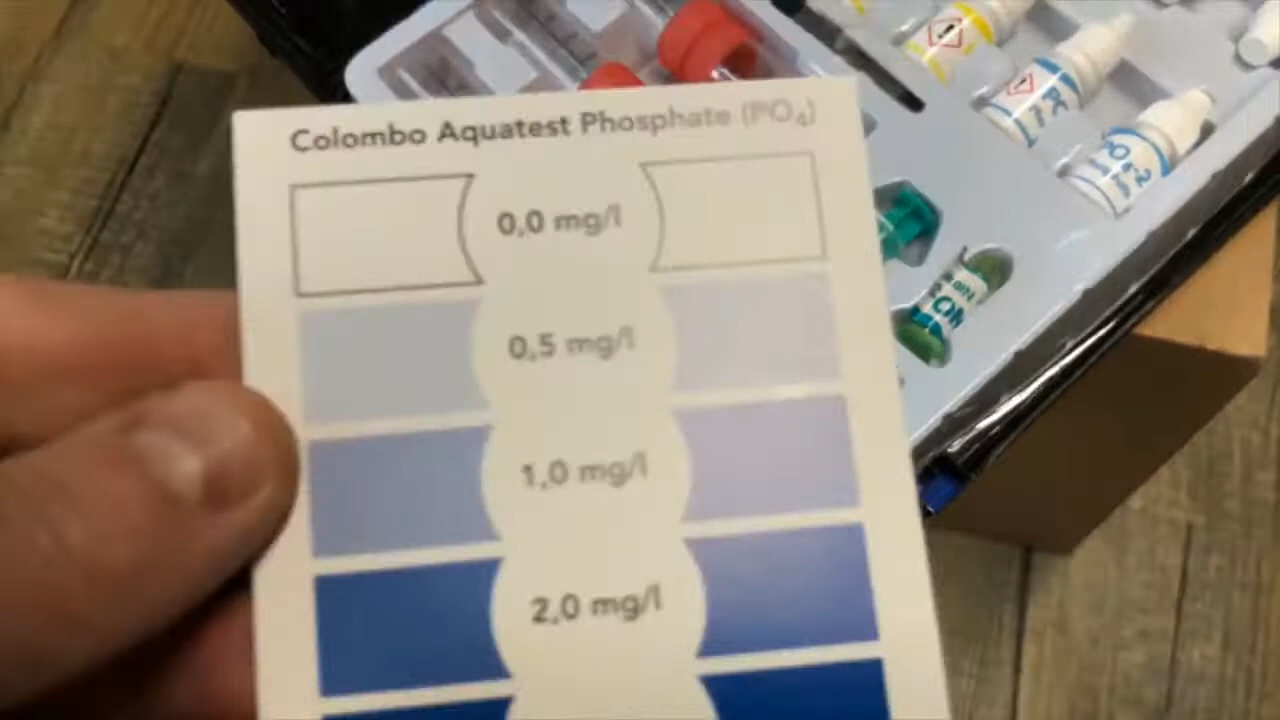 Colombo Aquatest Phosphate (PO₄)
0,0 mg/l
0,5 mg/l
1,0 mg/l
2,0 mg/l